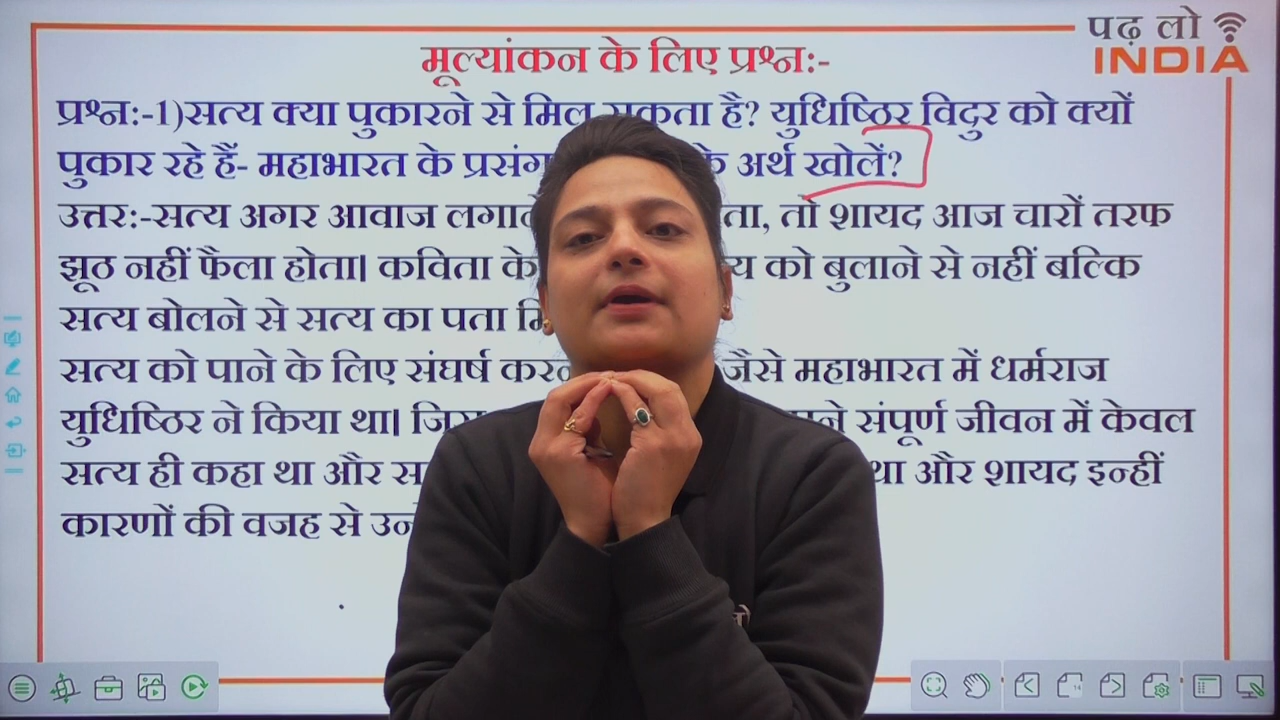 पढ़ लो
INDIA
मूल्यांकन के लिए प्रश्न:-
प्रश्न:-1)सत्य क्या पुकारने से मिल सकता है? युधिष्ठिर विदुर को क्यों
पुकार रहे हैं- महाभारत के प्रसंग के अर्थ खोलें?
उत्तर:-सत्य अगर आवाज तो शायद आज चारों तरफ
झूठ नहीं फैला होता। कविता के को बुलाने से नहीं बल्कि
सत्य बोलने से सत्य का पता
सत्य को पाने के लिए संघर्ष जैसे महाभारत में धर्मराज
युधिष्ठिर ने किया था। संपूर्ण जीवन में केवल
सत्य ही कहा था और और शायद इन्हीं
कारणों की वजह से